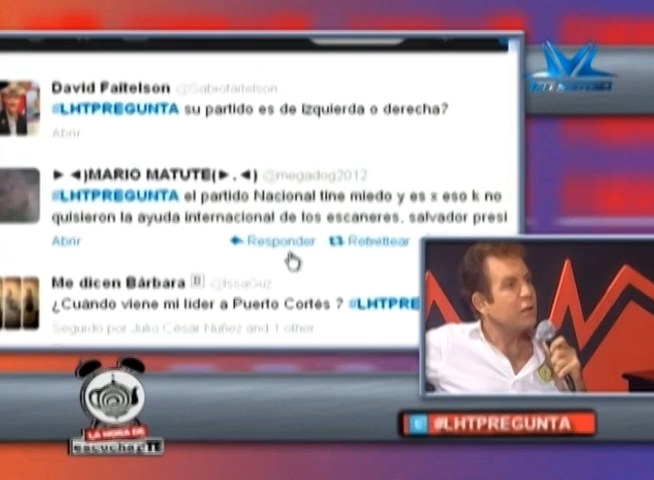 David Faitelson @Sabiofaitelson
#LHTPREGUNTA su partido es de izquierda o derecha?
Abrir
►◄)MARIO MATUTE(►.◄) @megadog2012
#LHTPREGUNTA el partido Nacional tine miedo y es x eso k no
quisieron la ayuda internacional de los escaneres. salvador presi
Abrir Responder Retwittear
Me dicen Bárbara @IssaGuz
¿Cuándo viene mi lider a Puerto Cortés ? #LHTPRE
Seguido por Julio César Núñez and 1 other
LA HORA DE
escucharTE
#LHTPREGUNTA